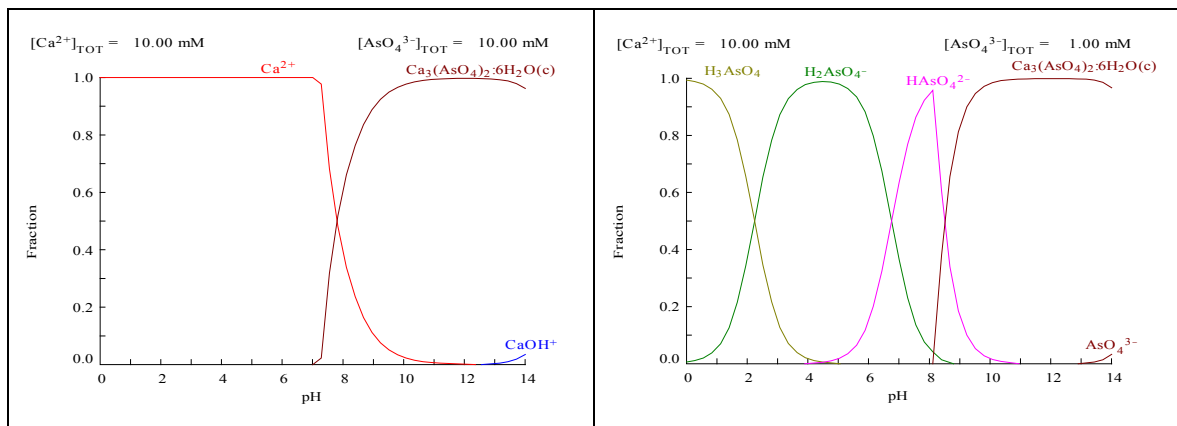 [Ca²⁺]TOT = 10.00 mM [AsO₄³⁻]TOT = 10.00 mM
Ca²⁺ Ca₃(AsO₄)₂:6H₂O(c)
1.0
0.8
0.6
0.4
0.2
0.0
Fraction
CaOH⁺
0 2 4 6 8 10 12 14
pH
[Ca²⁺]TOT = 10.00 mM [AsO₄³⁻]TOT = 1.00 mM
H₃AsO₄ H₂AsO₄⁻ HAsO₄²⁻ Ca₃(AsO₄)₂:6H₂O(c)
1.0
0.8
0.6
0.4
0.2
0.0
Fraction
AsO₄³⁻
0 2 4 6 8 10 12 14
pH